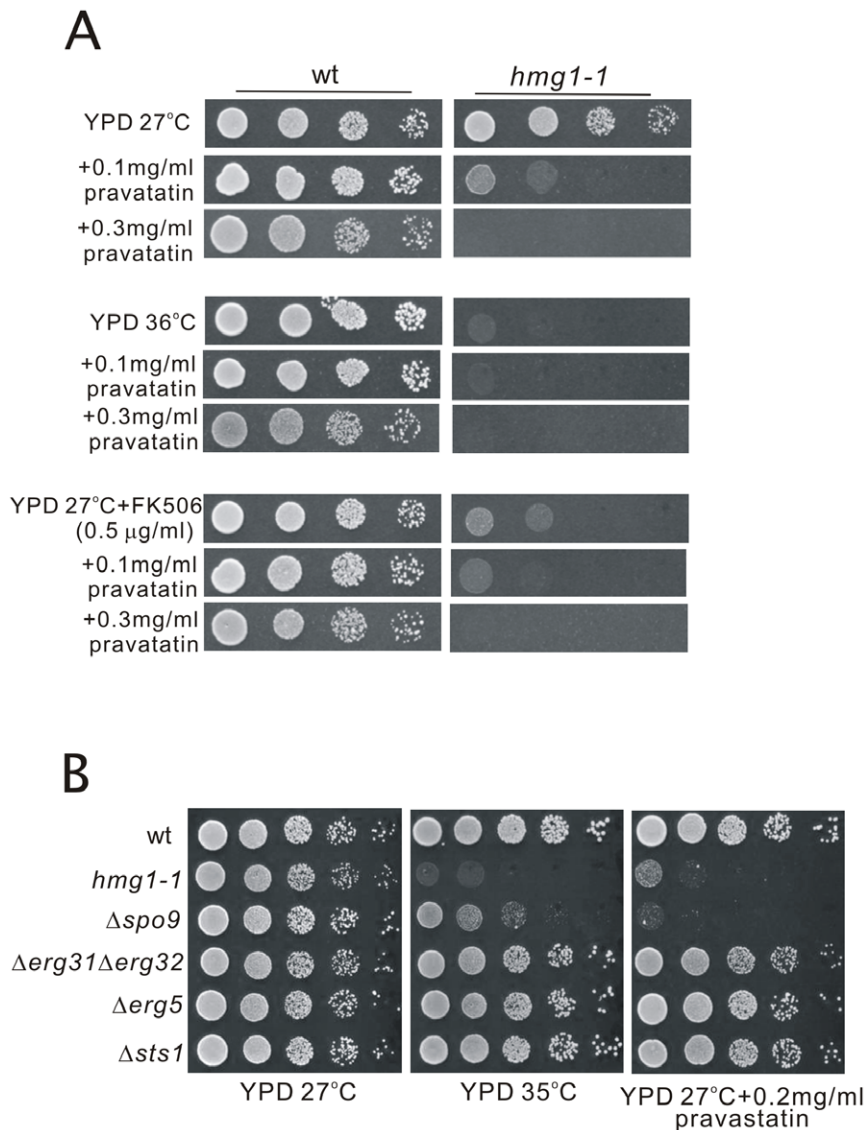 A
wt
hmg1-1
YPD 27°C
+0.1mg/ml
pravatatin
+0.3mg/ml
pravatatin
YPD 36°C
+0.1mg/ml
pravatatin
+0.3mg/ml
pravatatin
YPD 27°C+FK506
(0.5 μg/ml)
+0.1mg/ml
pravatatin
+0.3mg/ml
pravatatin
B
wt
hmg1-1
Δspo9
Δerg31Δerg32
Δerg5
Δsts1
YPD 27°C
YPD 35°C
YPD 27°C+0.2mg/ml
pravastatin